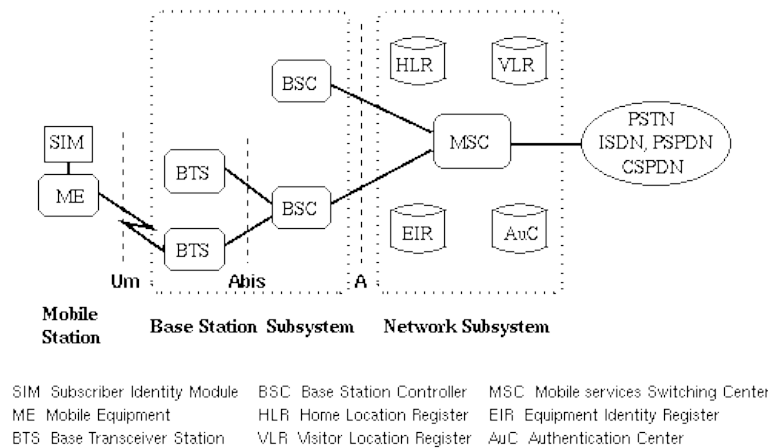 HLR
VLR
BSC
PSTN
ISDN, PSPDN
CSPDN
SIM
MSC
BTS
ME
BSC
BTS
EIR
AuC
Um
Abis
A
Mobile
Station
Base Station Subsystem
Network Subsystem
SIM Subscriber Identity Module
BSC Base Station Controller
MSC Mobile services Switching Center
ME Mobile Equipment
HLR Home Location Register
EIR Equipment Identity Register
BTS Base Transceiver Station
VLR Visitor Location Register
AuC Authentication Center